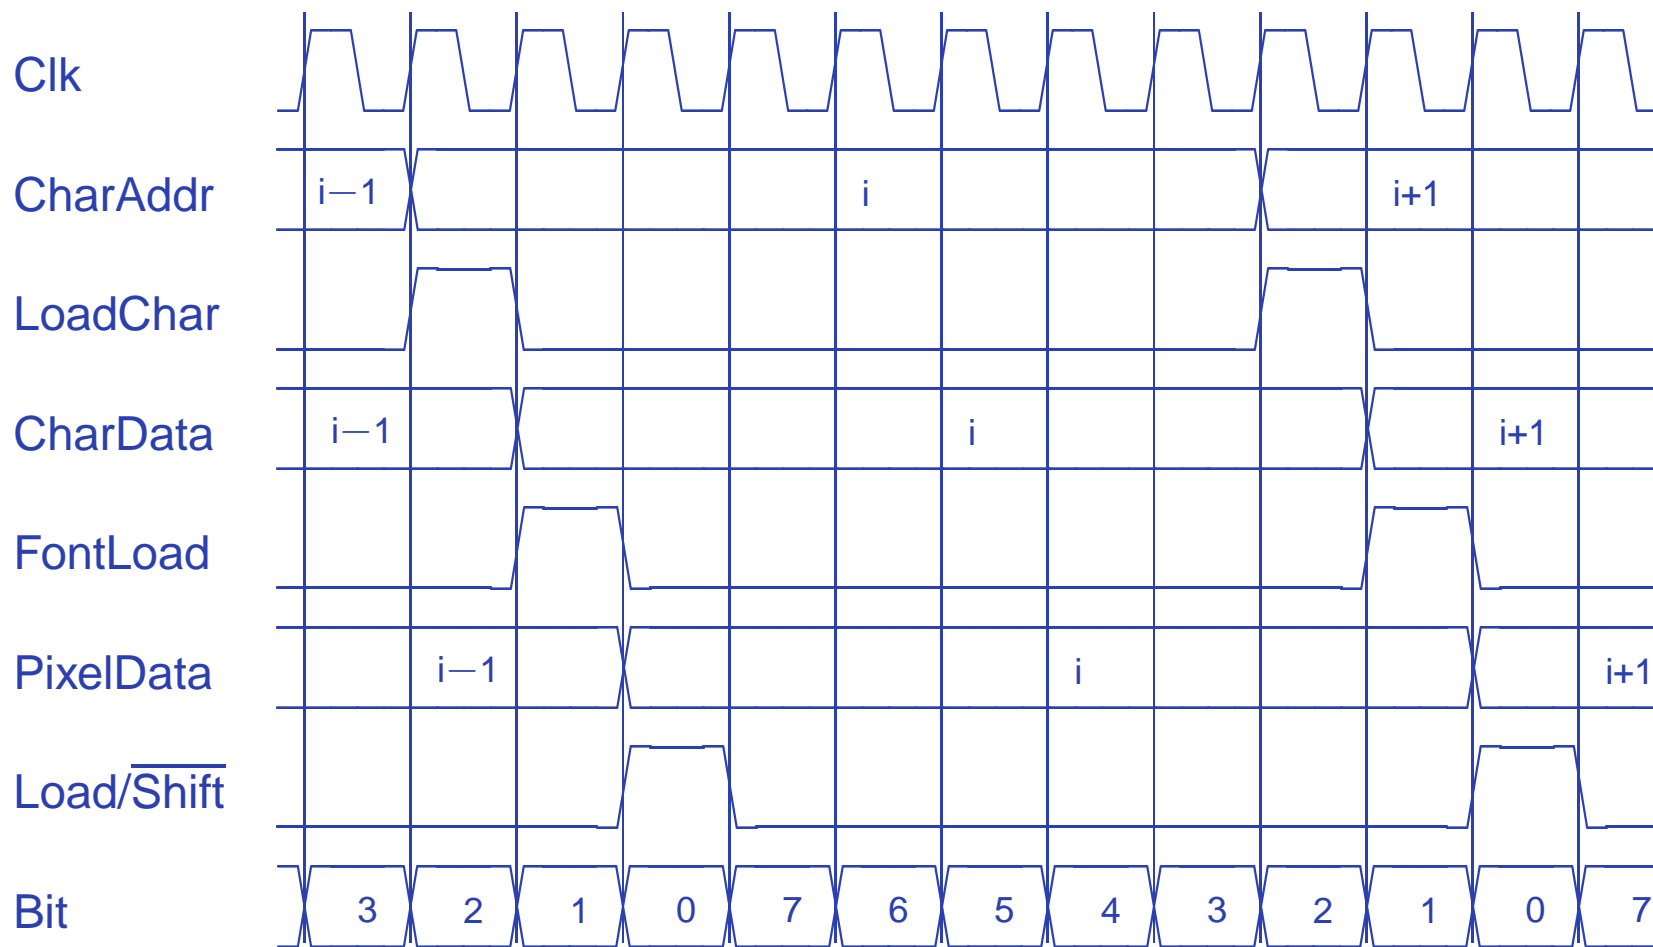 Clk
CharAddr i−1 i i+1
LoadChar
CharData i−1 i i+1
FontLoad
PixelData i−1 i i+1
Load/Shift
Bit 3 2 1 0 7 6 5 4 3 2 1 0 7